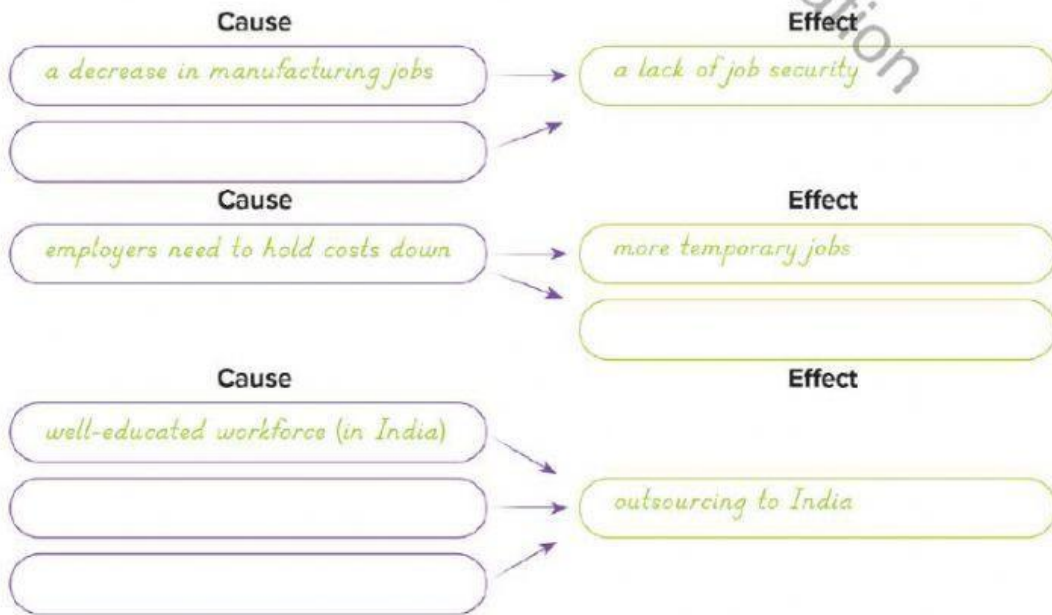 Cause
Effect
a decrease in manufacturing jobs
a lack of job security
Cause
Effect
employers need to hold costs down
more temporary jobs
Cause
Effect
well-educated workforce (in India)
outsourcing to India